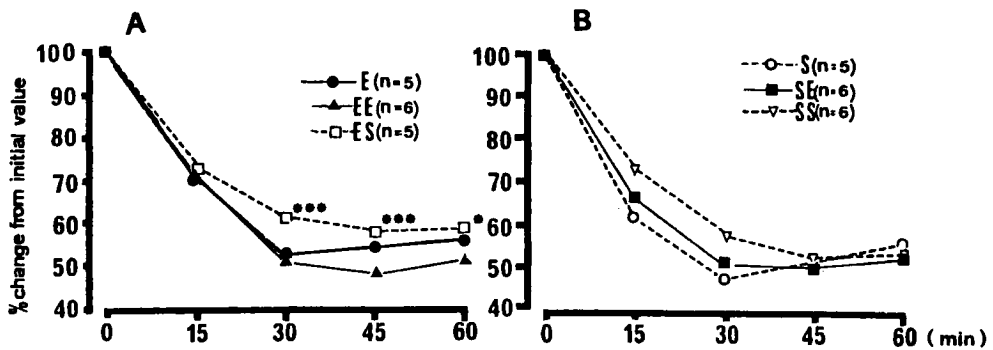 A
B
% change from initial value
100
90
80
70
60
50
40
0
15
30
45
60
E (n=5)
EE (n=6)
ES (n=5)
***
***
*
100
90
80
70
60
50
40
0
15
30
45
60 (min)
S (n=5)
SE (n=6)
SS (n=6)